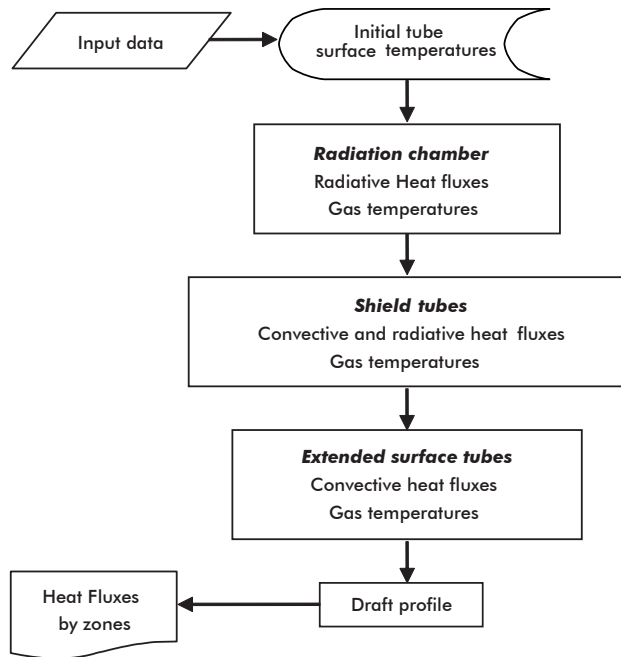 Input data
Initial tube
surface temperatures
Radiation chamber
Radiative Heat fluxes
Gas temperatures
Shield tubes
Convective and radiative heat fluxes
Gas temperatures
Extended surface tubes
Convective heat fluxes
Gas temperatures
Draft profile
Heat Fluxes
by zones